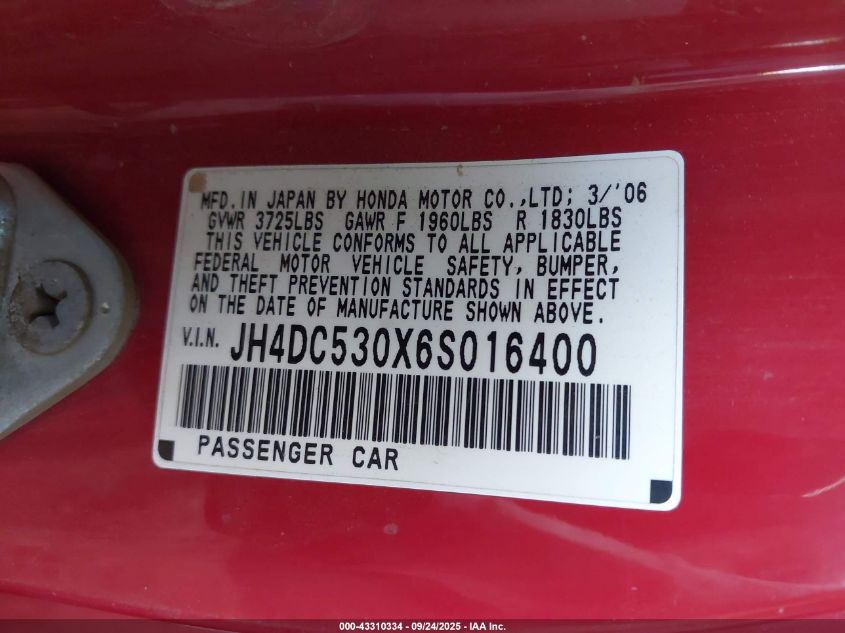 MFD. IN JAPAN BY HONDA MOTOR CO.,LTD; 3/'06
GVWR 3725LBS GAWR F 1960LBS R 1830LBS
THIS VEHICLE CONFORMS TO ALL APPLICABLE
FEDERAL MOTOR VEHICLE SAFETY, BUMPER,
AND THEFT PREVENTION STANDARDS IN EFFECT
ON THE DATE OF MANUFACTURE SHOWN ABOVE.
V.I.N. JH4DC530X6S016400
PASSENGER CAR
000-43310334 - 09/24/2025 - IAA Inc.